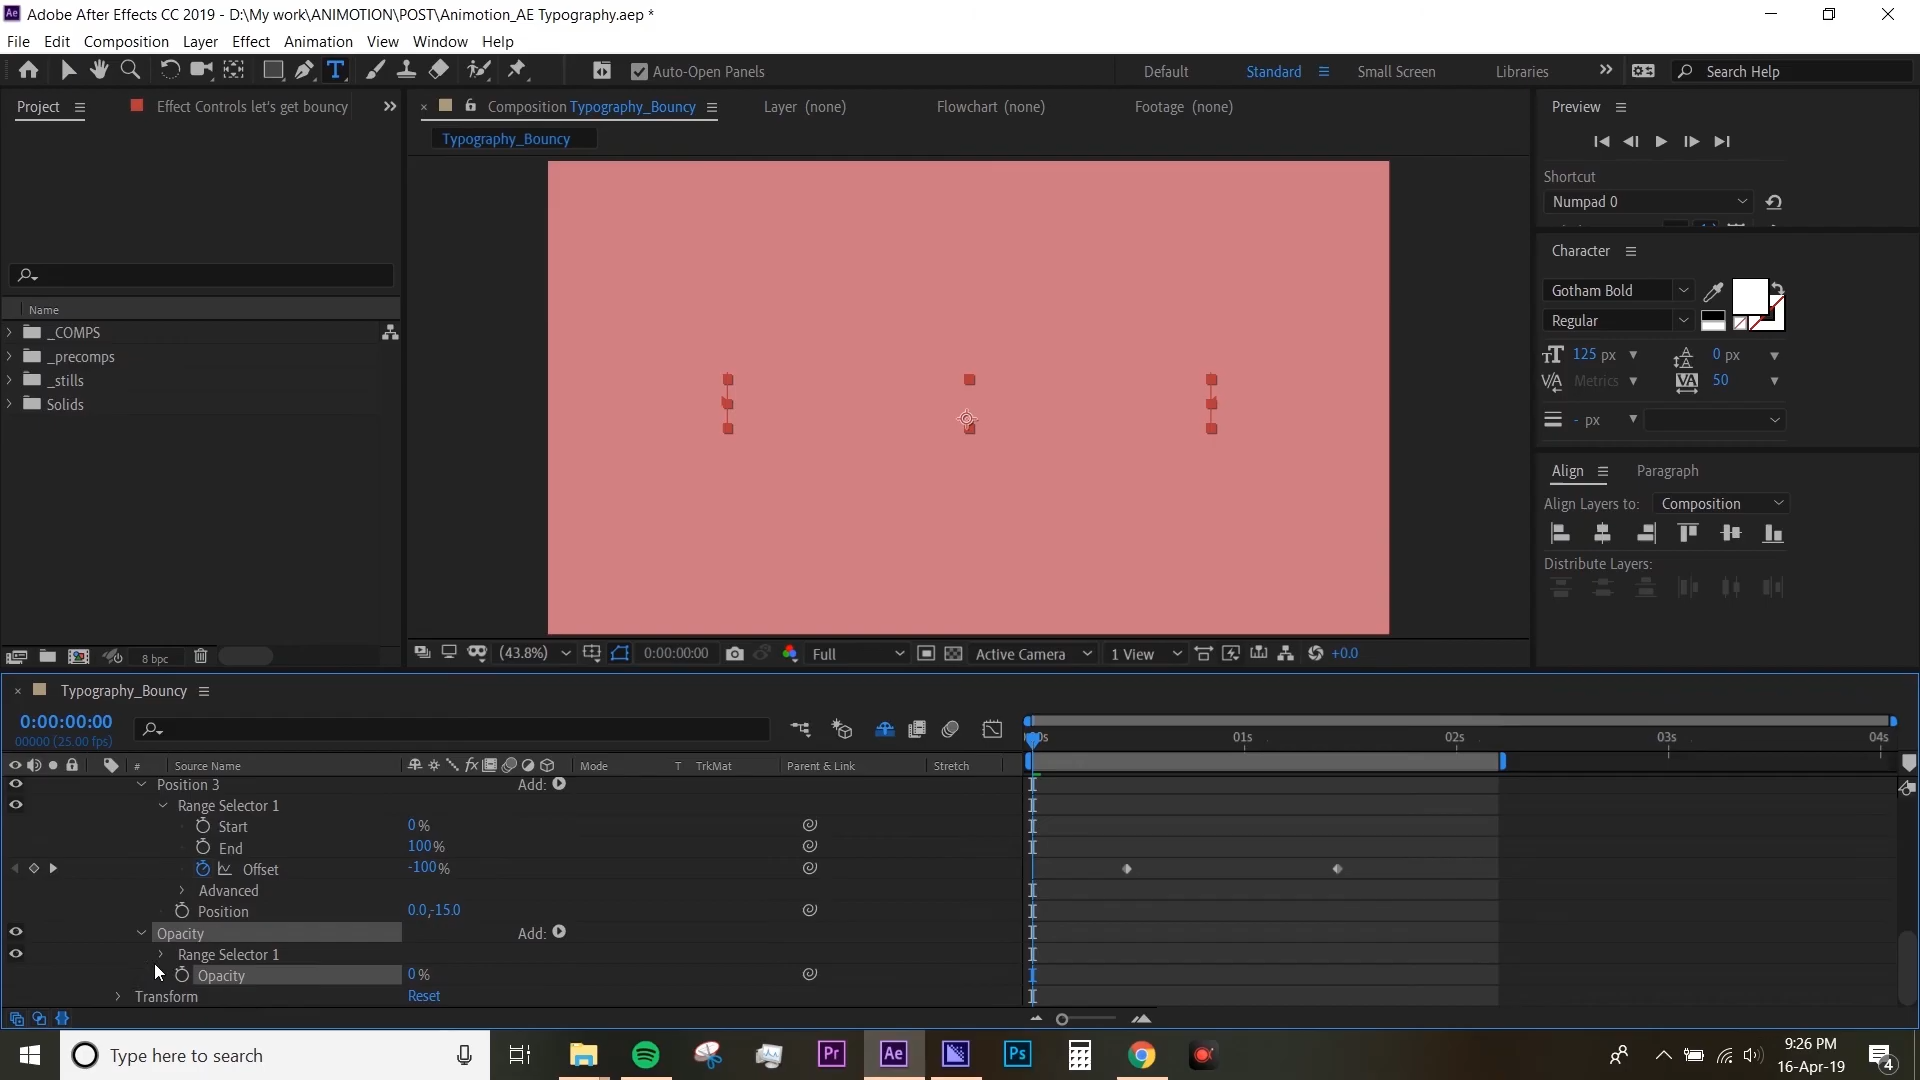 Adobe After Effects CC 2019 - D:\My work\ANIMOTION\POST\Animotion_AE Typography.aep *
File Edit Composition Layer Effect Animation View Window Help
Auto-Open Panels Default Standard Small Screen Libraries Search Help
Project Effect Controls let's get bouncy Composition Typography_Bouncy Layer (none) Flowchart (none) Footage (none) Preview
Typography_Bouncy
Shortcut
Numpad 0
Character
Gotham Bold
Regular
125 px 0 px
Metrics 50
- px
Align Paragraph
Align Layers to: Composition
Distribute Layers:
Name
_COMPS
_precomps
_stills
Solids
8 bpc (43.8%) 0:00:00:00 Full Active Camera 1 View +0.0
Typography_Bouncy
0:00:00:00
00000 (25.00 fps)
01s 02s 03s 04s
# Source Name Mode T TrkMat Parent & Link Stretch
Position 3 Add:
Range Selector 1
Start 0%
End 100%
Offset -100%
Advanced
Position 0.0,-15.0
Opacity Add:
Range Selector 1
Opacity 0%
Transform Reset
Type here to search Pr Ae Ps 9:26 PM
16-Apr-19 4